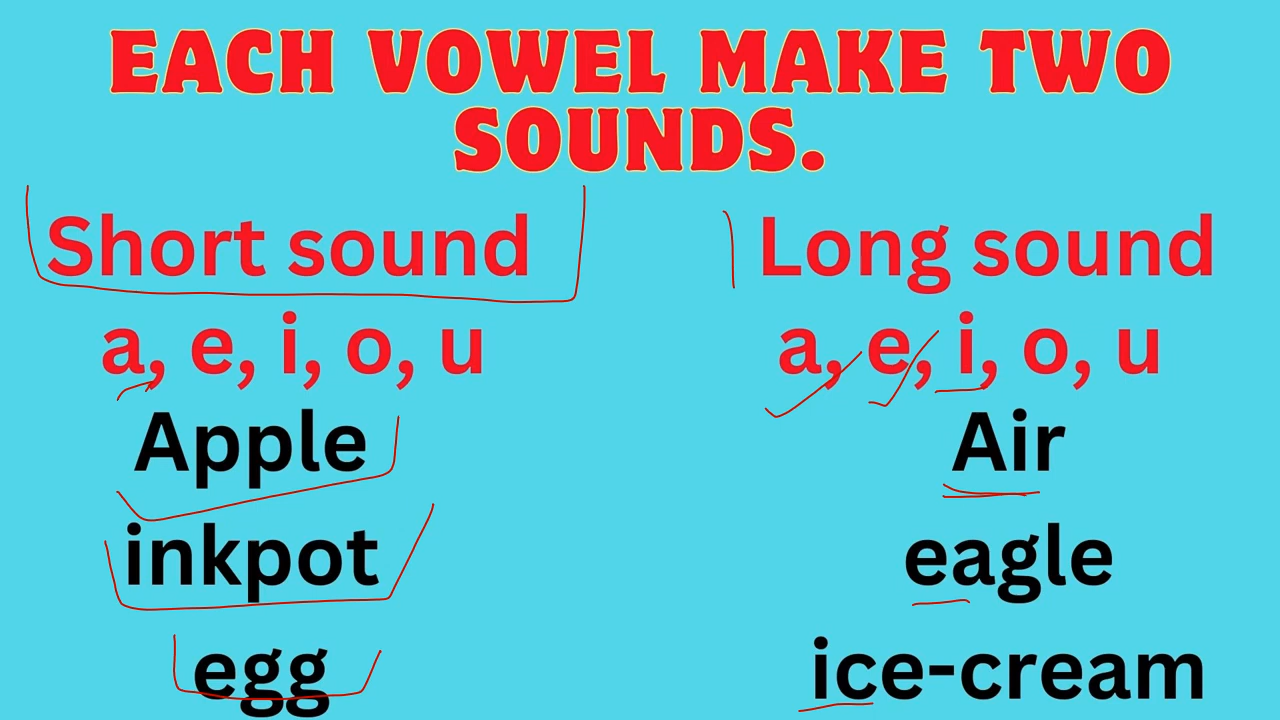 EACH VOWEL MAKE TWO
SOUNDS.
Short sound
a, e, i, o, u
Apple
inkpot
egg
Long sound
a, e, i, o, u
Air
eagle
ice-cream